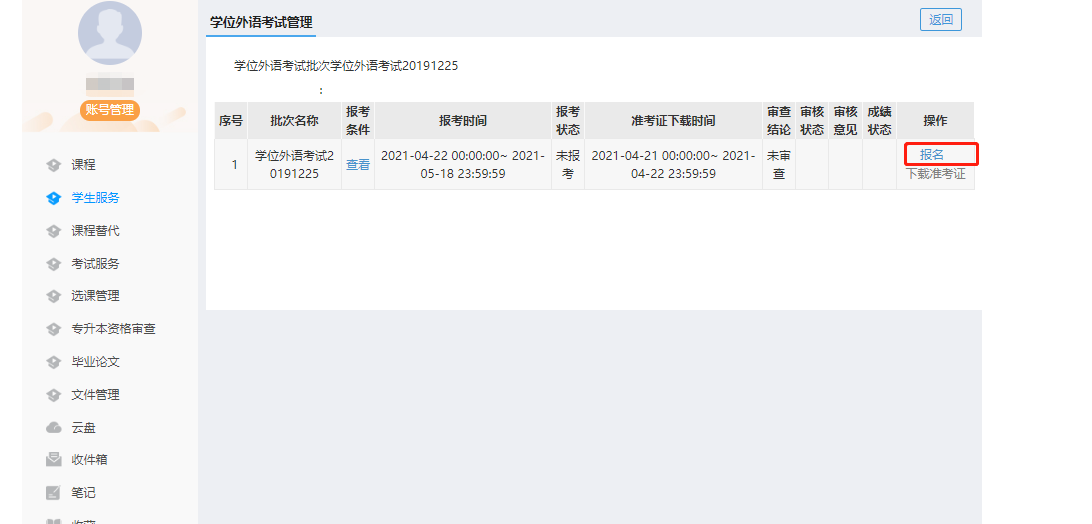 学位外语考试管理
返回
账号管理
课程
学生服务
课程替代
考试服务
选课管理
专升本资格审查
毕业论文
文件管理
云盘
收件箱
笔记
学位外语考试批次学位外语考试20191225
:
序号 批次名称 报考条件 报考时间 报考状态 准考证下载时间 审查结论 审核状态 审核意见 成绩状态 操作
1 学位外语考试20191225 查看 2021-04-22 00:00:00~ 2021-05-18 23:59:59 未报考 2021-04-21 00:00:00~ 2021-04-22 23:59:59 未审查 报名
下载准考证